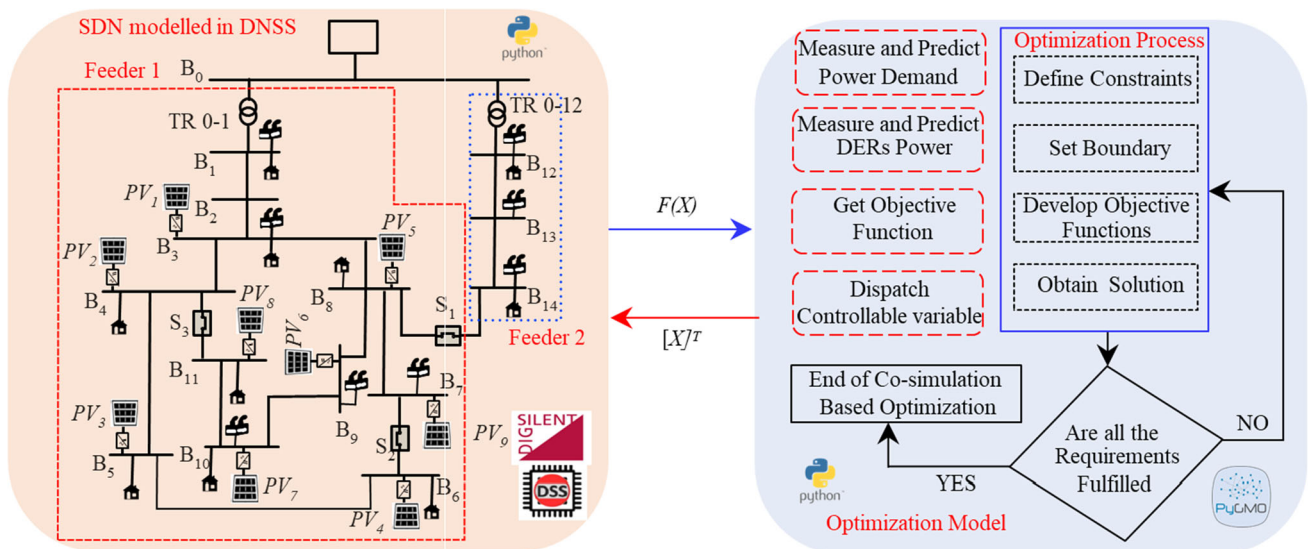 SDN modelled in DNSS
python
Feeder 1
B0
TR 0-1
TR 0-12
B1
B12
PV1
B2
B13
B3
PV5
PV2
B4
B8
B14
S1
Feeder 2
PV8
S3
PV6
B11
B7
PV3
B9
S2
PV9
B5
B10
PV7
B6
PV4
DIGSILENT
DSS
F(X)
[X]T
Measure and Predict
Power Demand
Measure and Predict
DERs Power
Get Objective
Function
Dispatch
Controllable variable
Optimization Process
Define Constraints
Set Boundary
Develop Objective
Functions
Obtain Solution
End of Co-simulation
Based Optimization
Are all the
Requirements
Fulfilled
NO
YES
python
Optimization Model
PyGMO